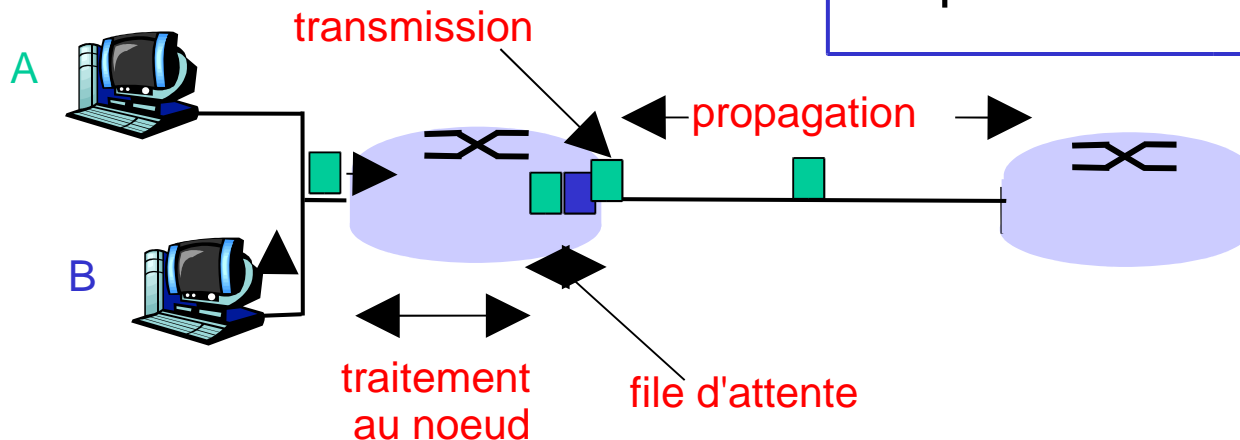 transmission
A
propagation
B
traitement
au noeud
file d'attente